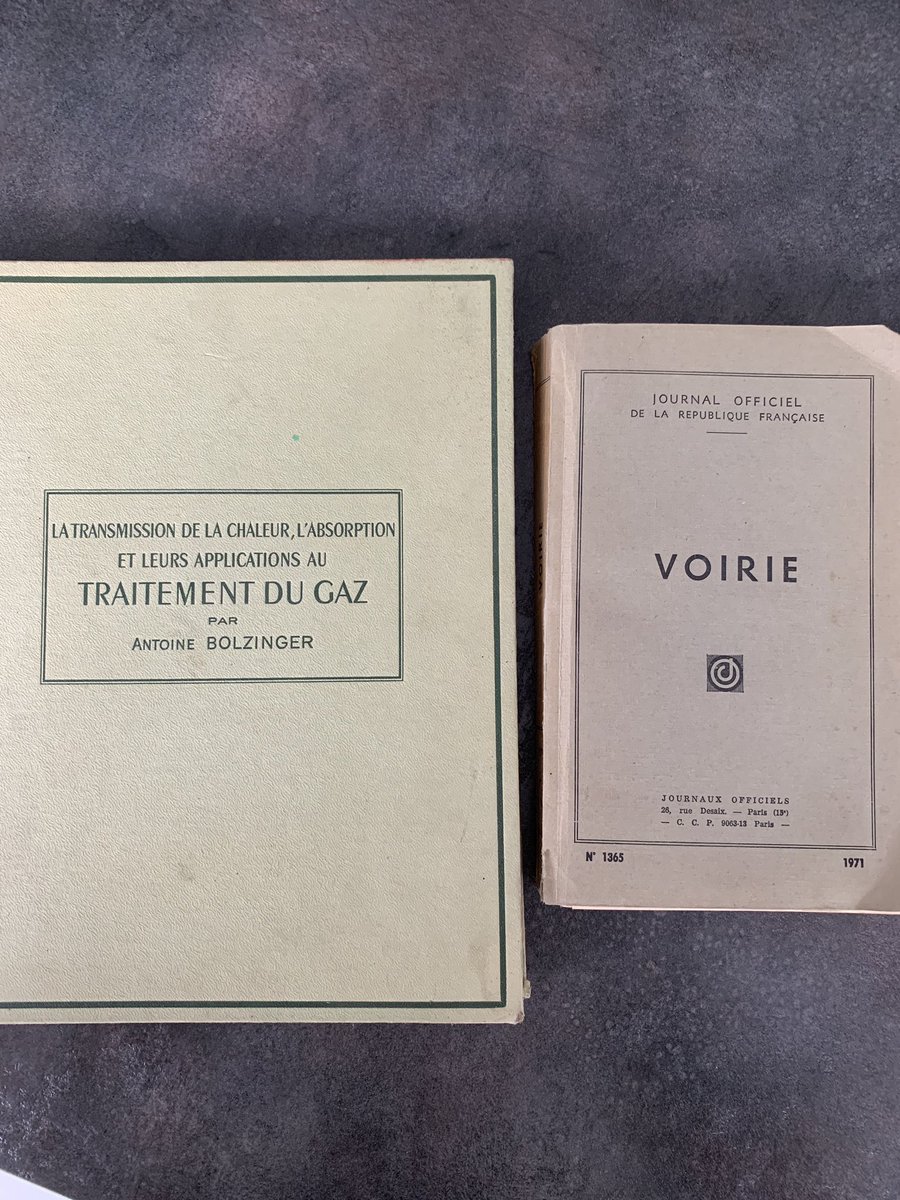 LA TRANSMISSION DE LA CHALEUR, L'ABSORPTION
ET LEURS APPLICATIONS AU
TRAITEMENT DU GAZ
PAR
ANTOINE BOLZINGER
JOURNAL OFFICIEL
DE LA REPUBLIQUE FRANÇAISE
VOIRIE
JOURNAUX OFFICIELS
26, rue Desaix. — Paris (15ᵉ)
— C. C. P. 9063-13 Paris —
N° 1365
1971